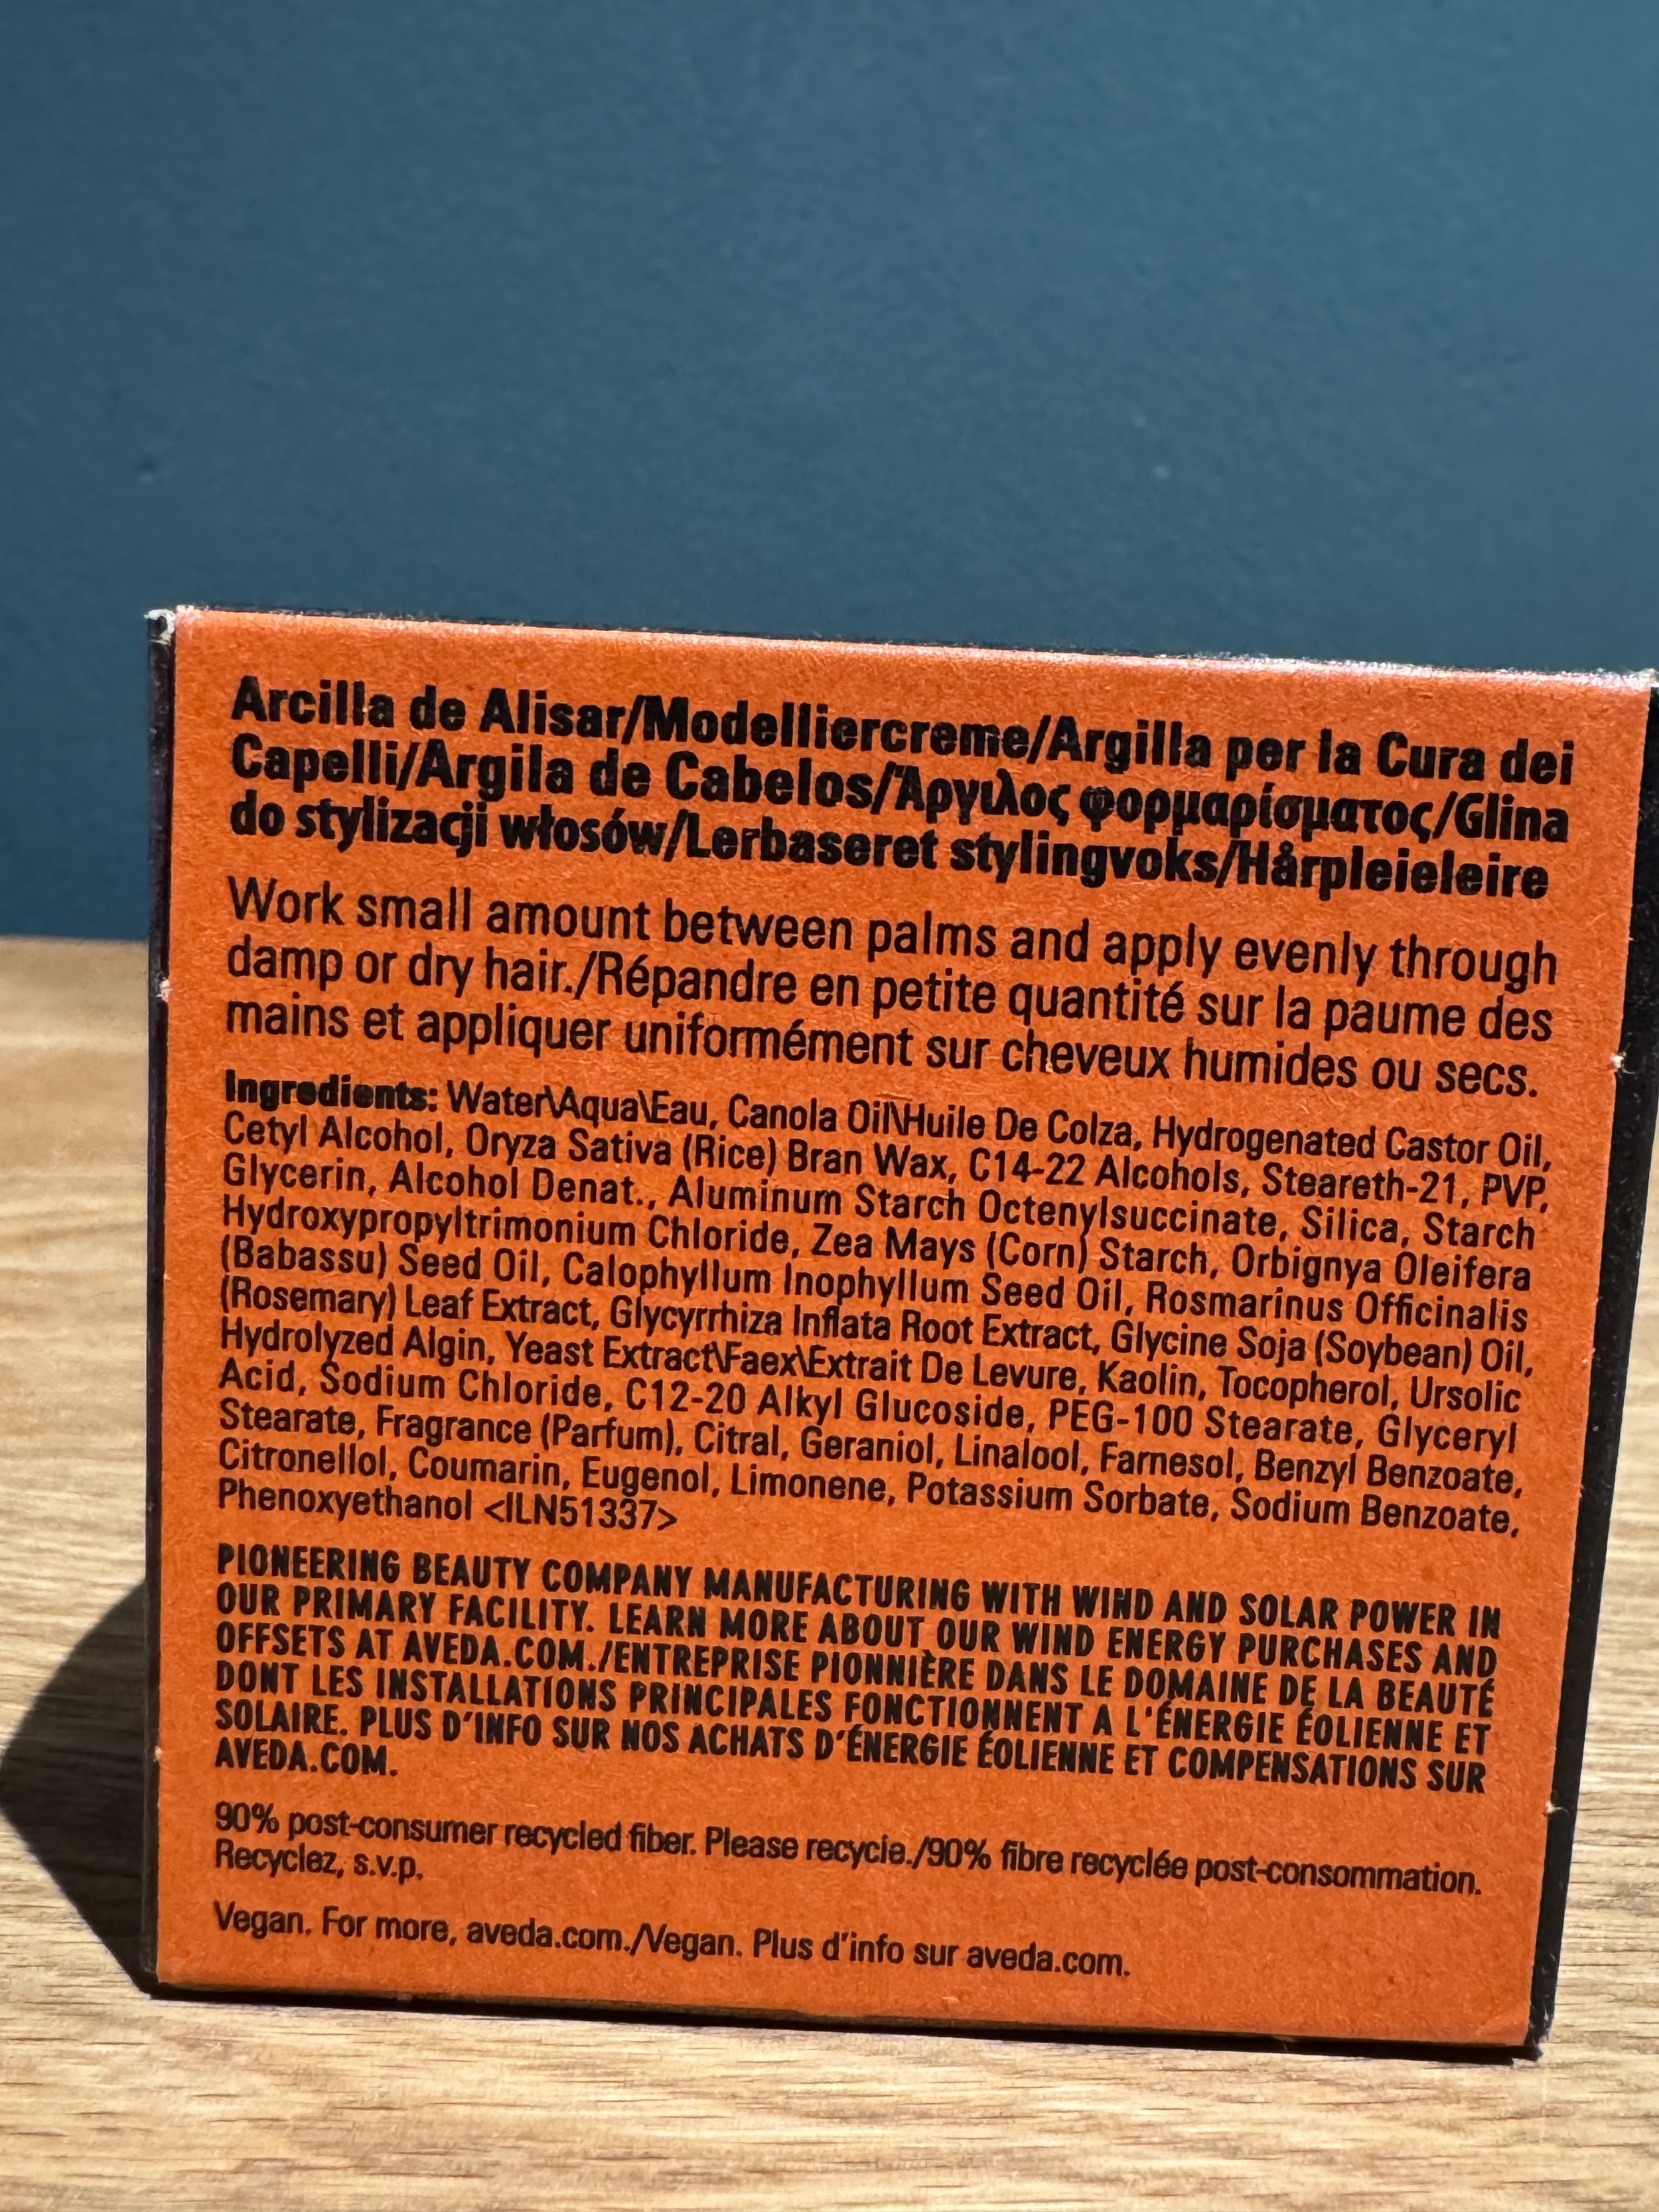 Arcilla de Alisar/Modelliercreme/Argilla per la Cura dei
Capelli/Argila de Cabelos/Άργιλος φορμαρίσματος/Glina
do stylizacji włosów/Lerbaseret stylingvoks/Hårpleieleire
Work small amount between palms and apply evenly through
damp or dry hair./Répandre en petite quantité sur la paume des
mains et appliquer uniformément sur cheveux humides ou secs.
Ingredients: Water\Aqua\Eau, Canola Oil\Huile De Colza, Hydrogenated Castor Oil,
Cetyl Alcohol, Oryza Sativa (Rice) Bran Wax, C14-22 Alcohols, Steareth-21, PVP,
Glycerin, Alcohol Denat., Aluminum Starch Octenylsuccinate, Silica, Starch
Hydroxypropyltrimonium Chloride, Zea Mays (Corn) Starch, Orbignya Oleifera
(Babassu) Seed Oil, Calophyllum Inophyllum Seed Oil, Rosmarinus Officinalis
(Rosemary) Leaf Extract, Glycyrrhiza Inflata Root Extract, Glycine Soja (Soybean) Oil,
Hydrolyzed Algin, Yeast Extract\Faex\Extrait De Levure, Kaolin, Tocopherol, Ursolic
Acid, Sodium Chloride, C12-20 Alkyl Glucoside, PEG-100 Stearate, Glyceryl
Stearate, Fragrance (Parfum), Citral, Geraniol, Linalool, Farnesol, Benzyl Benzoate,
Citronellol, Coumarin, Eugenol, Limonene, Potassium Sorbate, Sodium Benzoate,
Phenoxyethanol <ILN51337>
PIONEERING BEAUTY COMPANY MANUFACTURING WITH WIND AND SOLAR POWER IN
OUR PRIMARY FACILITY. LEARN MORE ABOUT OUR WIND ENERGY PURCHASES AND
OFFSETS AT AVEDA.COM./ENTREPRISE PIONNIÈRE DANS LE DOMAINE DE LA BEAUTÉ
DONT LES INSTALLATIONS PRINCIPALES FONCTIONNENT A L'ÉNERGIE ÉOLIENNE ET
SOLAIRE. PLUS D'INFO SUR NOS ACHATS D'ÉNERGIE ÉOLIENNE ET COMPENSATIONS SUR
AVEDA.COM.
90% post-consumer recycled fiber. Please recycle./90% fibre recyclée post-consommation.
Recyclez, s.v.p.
Vegan. For more, aveda.com./Vegan. Plus d'info sur aveda.com.